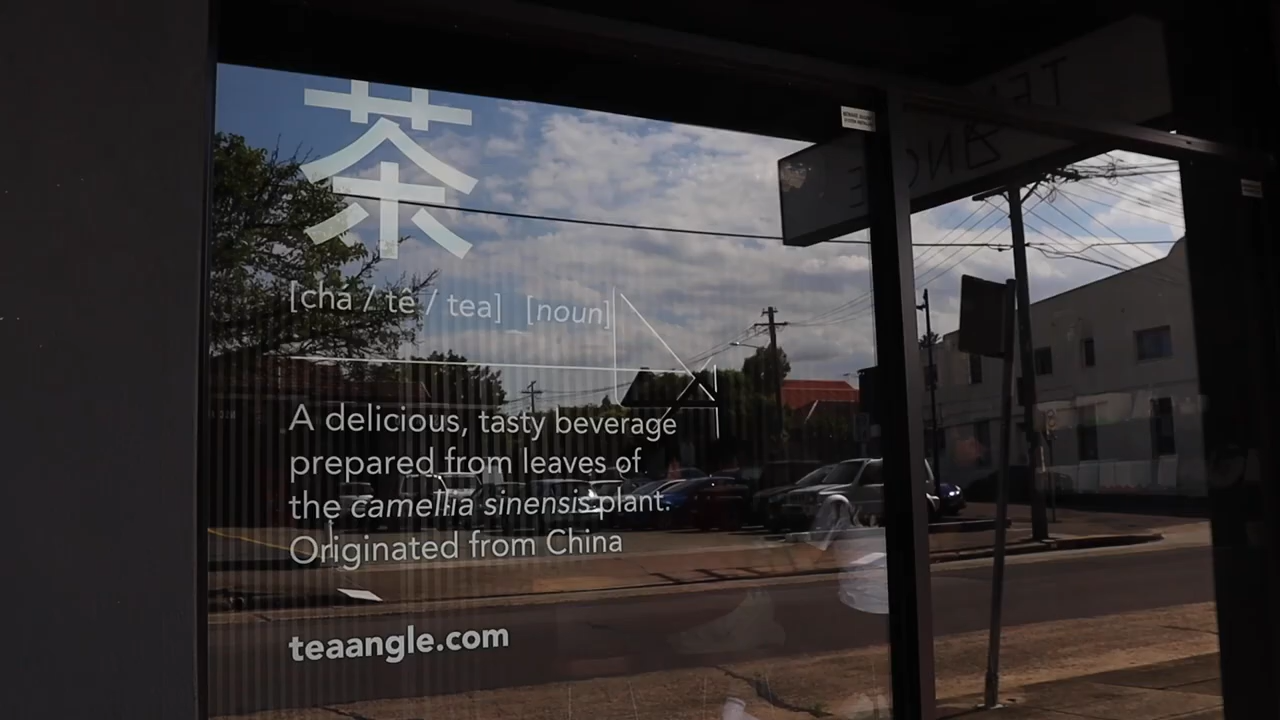 茶
[chá / tê / tea] [noun]
A delicious, tasty beverage
prepared from leaves of
the camellia sinensis plant.
Originated from China
teaangle.com